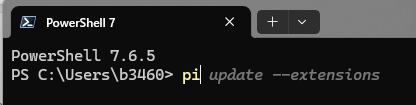 PowerShell 7
PowerShell 7.6.5
PS C:\Users\b3460> pi update --extensions